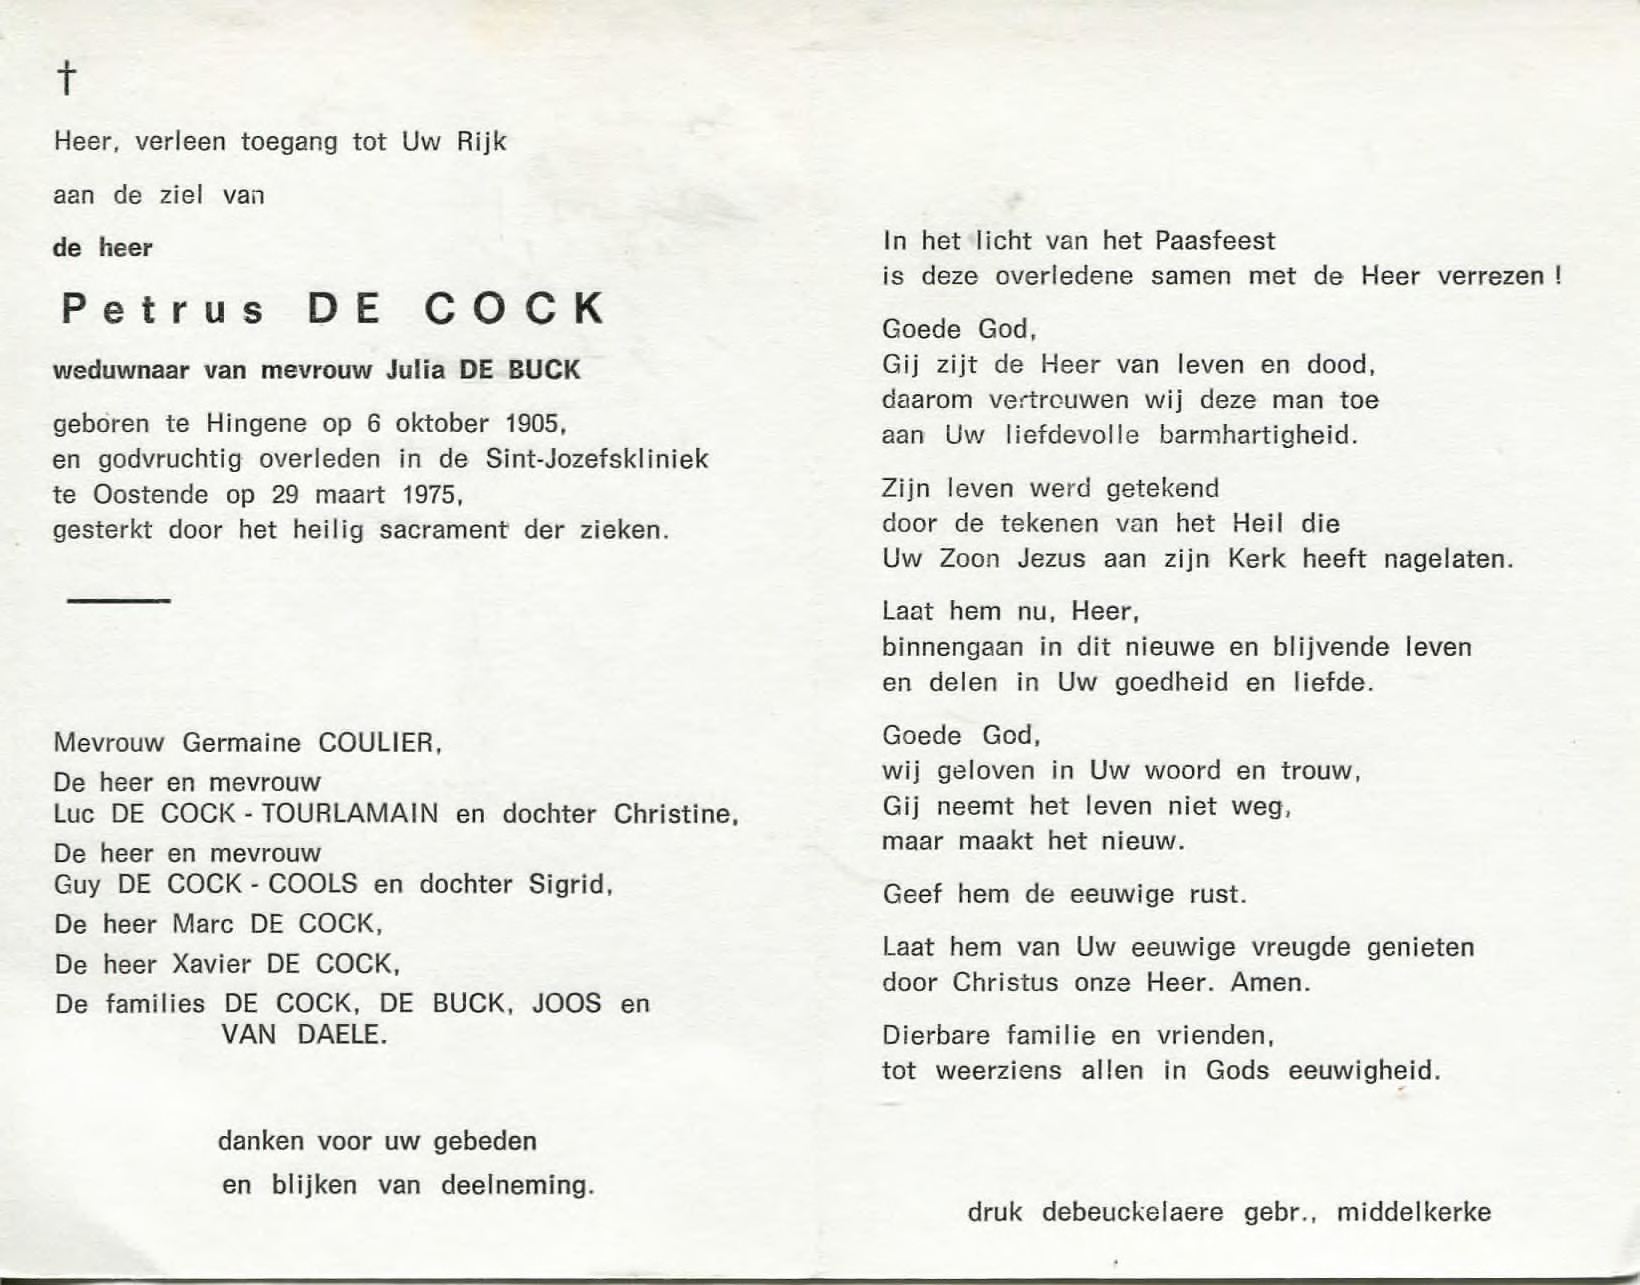 †
Heer, verleen toegang tot Uw Rijk
aan de ziel van
de heer
Petrus DE COCK
weduwnaar van mevrouw Julia DE BUCK
geboren te Hingene op 6 oktober 1905,
en godvruchtig overleden in de Sint-Jozefskliniek
te Oostende op 29 maart 1975,
gesterkt door het heilig sacrament der zieken.
Mevrouw Germaine COULIER,
De heer en mevrouw
Luc DE COCK - TOURLAMAIN en dochter Christine,
De heer en mevrouw
Guy DE COCK - COOLS en dochter Sigrid,
De heer Marc DE COCK,
De heer Xavier DE COCK,
De families DE COCK, DE BUCK, JOOS en
VAN DAELE.
danken voor uw gebeden
en blijken van deelneming.
In het licht van het Paasfeest
is deze overledene samen met de Heer verrezen !
Goede God,
Gij zijt de Heer van leven en dood,
daarom vertrouwen wij deze man toe
aan Uw liefdevolle barmhartigheid.
Zijn leven werd getekend
door de tekenen van het Heil die
Uw Zoon Jezus aan zijn Kerk heeft nagelaten.
Laat hem nu, Heer,
binnengaan in dit nieuwe en blijvende leven
en delen in Uw goedheid en liefde.
Goede God,
wij geloven in Uw woord en trouw,
Gij neemt het leven niet weg,
maar maakt het nieuw.
Geef hem de eeuwige rust.
Laat hem van Uw eeuwige vreugde genieten
door Christus onze Heer. Amen.
Dierbare familie en vrienden,
tot weerziens allen in Gods eeuwigheid.
druk debeuckelaere gebr., middelkerke